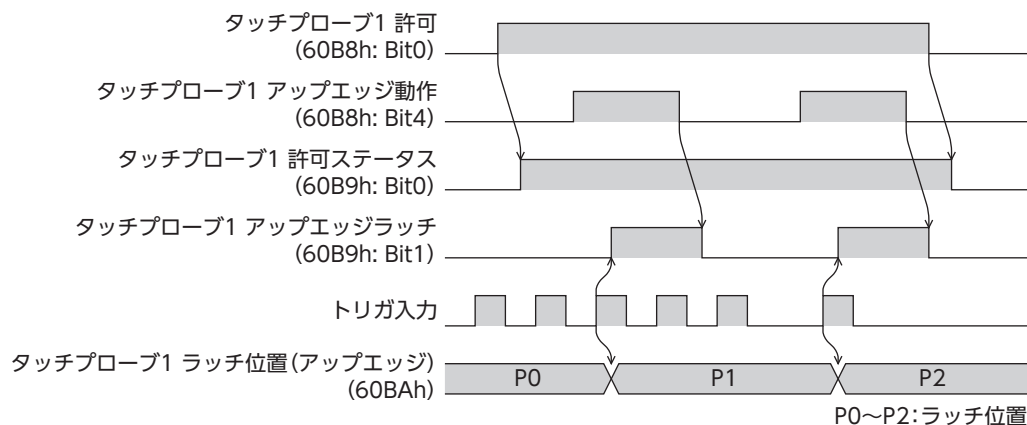 タッチプローブ1 許可
(60B8h: Bit0)
タッチプローブ1 アップエッジ動作
(60B8h: Bit4)
タッチプローブ1 許可ステータス
(60B9h: Bit0)
タッチプローブ1 アップエッジラッチ
(60B9h: Bit1)
トリガ入力
タッチプローブ1 ラッチ位置(アップエッジ)
(60BAh)
P0 P1 P2
P0～P2:ラッチ位置